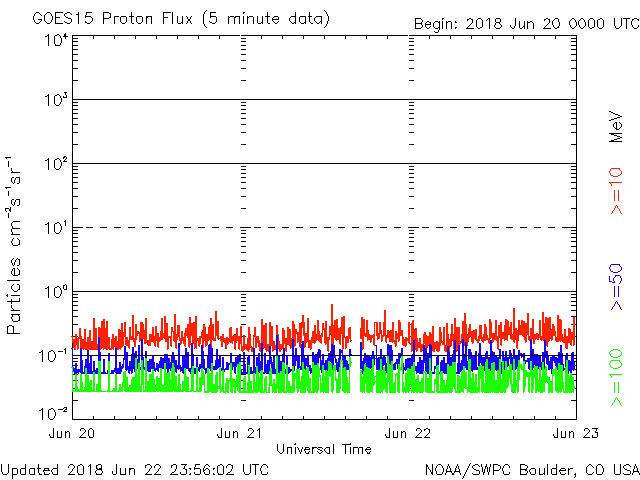 GOES15 Proton Flux (5 minute data)
Begin: 2018 Jun 20 0000 UTC
10⁴
10³
10²
10¹
10⁰
10⁻¹
10⁻²
Particles cm⁻²s⁻¹sr⁻¹
MeV
>=10
>=50
>=100
Jun 20
Jun 21
Jun 22
Jun 23
Universal Time
Updated 2018 Jun 22 23:56:02 UTC
NOAA/SWPC Boulder, CO USA